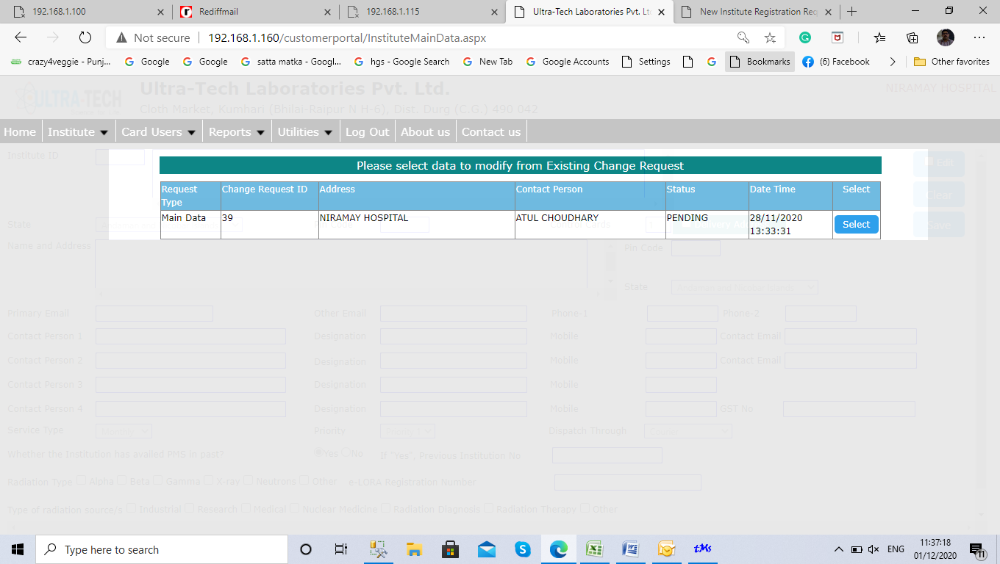 192.168.1.100
Rediffmail
192.168.1.115
Ultra-Tech Laboratories Pvt. Lt
New Institute Registration Req
Not secure 192.168.1.160/customerportal/InstituteMainData.aspx
crazy4veggie - Punj...
Google
Google
satta matka - Googl...
hgs - Google Search
New Tab
Google Accounts
Settings
Bookmarks
(6) Facebook
Other favorites
ULTRA-TECH
Ultra-Tech Laboratories Pvt. Ltd.
NIRAMAY HOSPITAL
Cloth Market, Kumhari (Bhilai-Raipur N H-6), Dist. Durg (C.G.) 490 042
Home Institute Card Users Reports Utilities Log Out About us Contact us
Institute ID
Edit
Please select data to modify from Existing Change Request
Request Type Change Request ID Address Contact Person Status Date Time Select
Clear
Main Data 39 NIRAMAY HOSPITAL ATUL CHOUDHARY PENDING 28/11/2020 13:33:31 Select
State
Control Cards
1
Delivery Ad
Save
Name and Address
Pin Code
State
Primary Email Other Email Phone-1 Phone-2
Contact Person 1 Designation Mobile Contact Email
Contact Person 2 Designation Mobile Contact Email
Contact Person 3 Designation Mobile
Contact Person 4 Designation Mobile GST No
Service Type Priority Dispatch Through
Whether the Institution has availed PMS in past? Yes No If "Yes", Previous Institution No
Radiation Type Alpha Beta Gamma X-ray Neutrons Other e-LORA Registration Number
Type of radiation source/s Industrial Research Medical Nuclear Medicine Radiation Diagnosis Radiation Therapy Other
Type here to search
tMs
ENG
11:37:18
01/12/2020
11